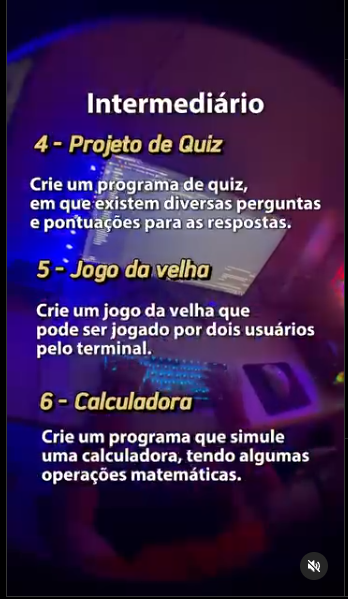 Intermediário
4 - Projeto de Quiz
Crie um programa de quiz,
em que existem diversas perguntas
e pontuações para as respostas.
5 - Jogo da velha
Crie um jogo da velha que
pode ser jogado por dois usuários
pelo terminal.
6 - Calculadora
Crie um programa que simule
uma calculadora, tendo algumas
operações matemáticas.